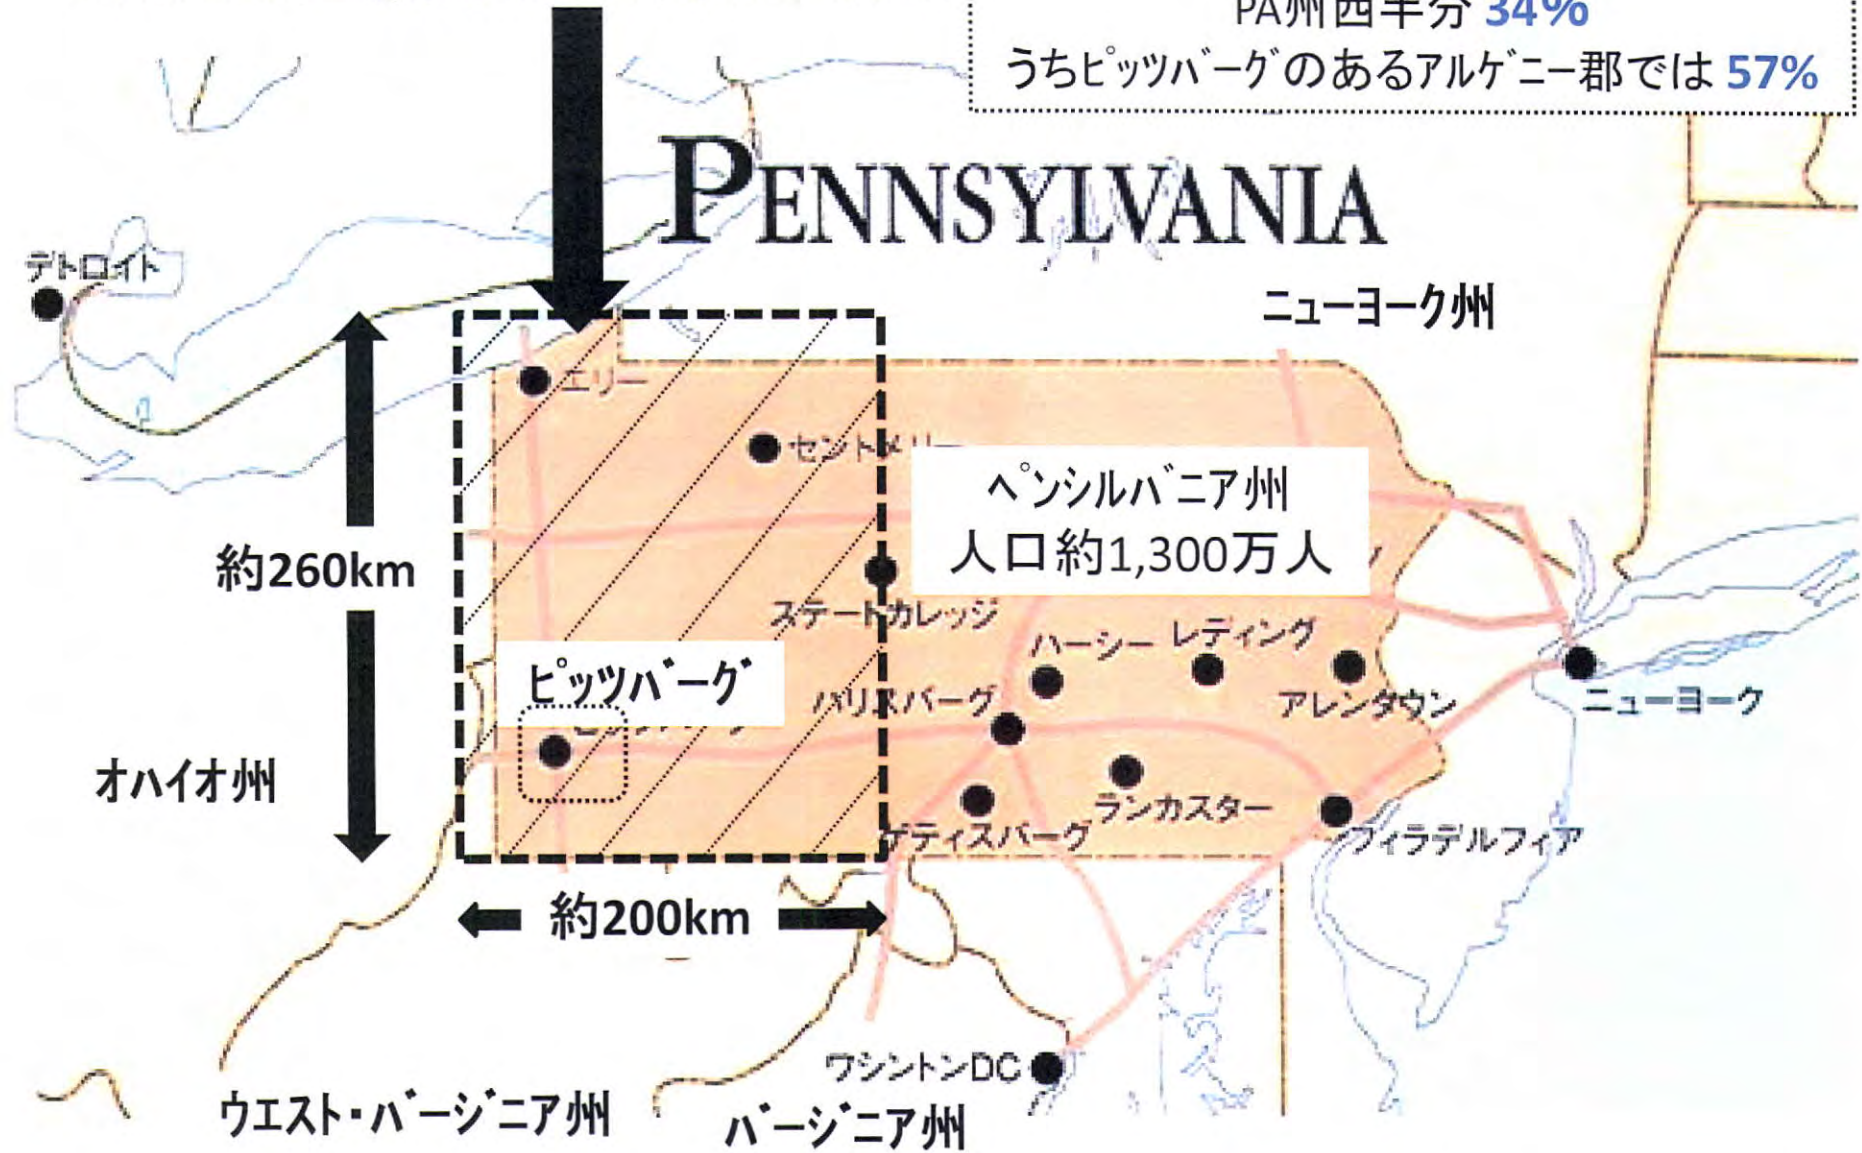 PA州西半分 34%
うちピッツバーグのあるアルゲニー郡では 57%
PENNSYLVANIA
デトロイト
ニューヨーク州
エリー
ペンシルバニア州
人口約1,300万人
約260km
ステートカレッジ
ハーシー
レディング
ピッツバーグ
ハリスバーグ
アレンタウン
ニューヨーク
オハイオ州
ランカスター
ゲティスバーグ
フィラデルフィア
約200km
ワシントンDC
ウエスト・バージニア州
バージニア州